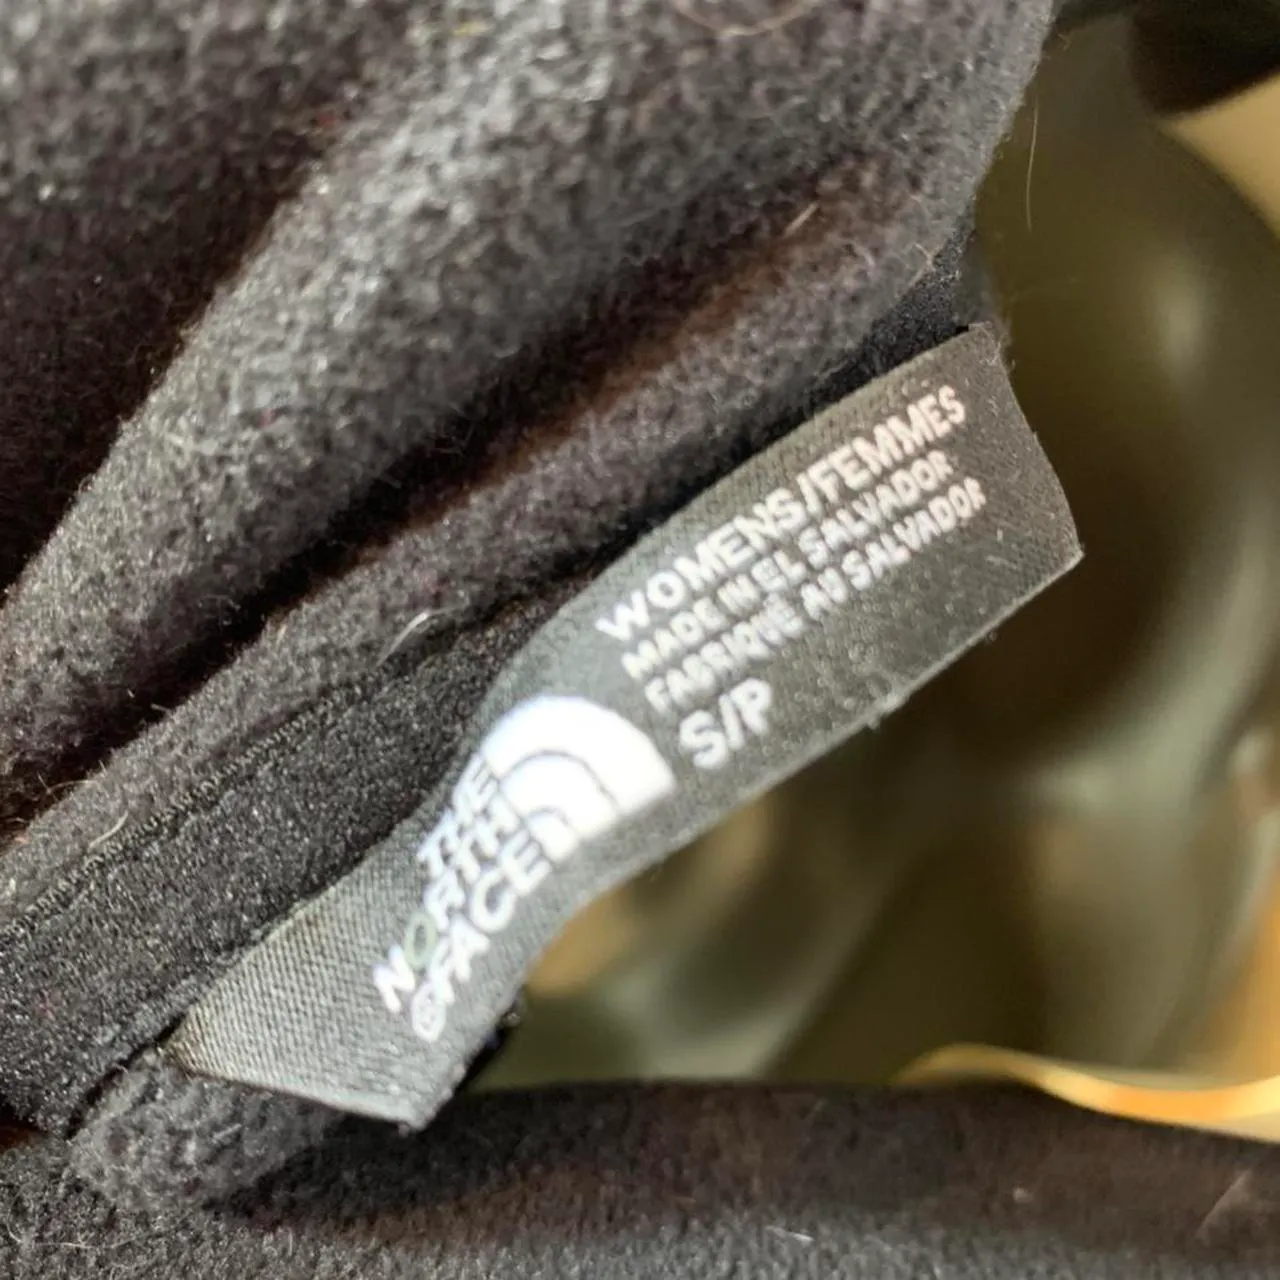 WOMENS/FEMMES
MADE IN EL SALVADOR
FABRIQUÉ AU SALVADOR
S/P
THE
NORTH
FACE
®